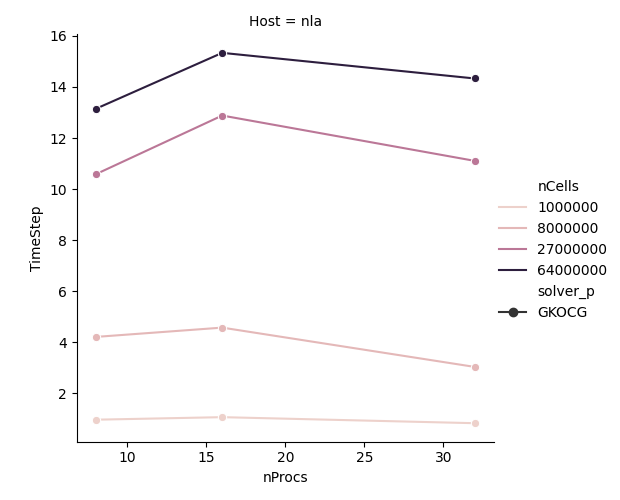 Host = nla
16
14
12
10
8
6
4
2
TimeStep
10
15
20
25
30
nProcs
nCells
1000000
8000000
27000000
64000000
solver_p
GKOCG